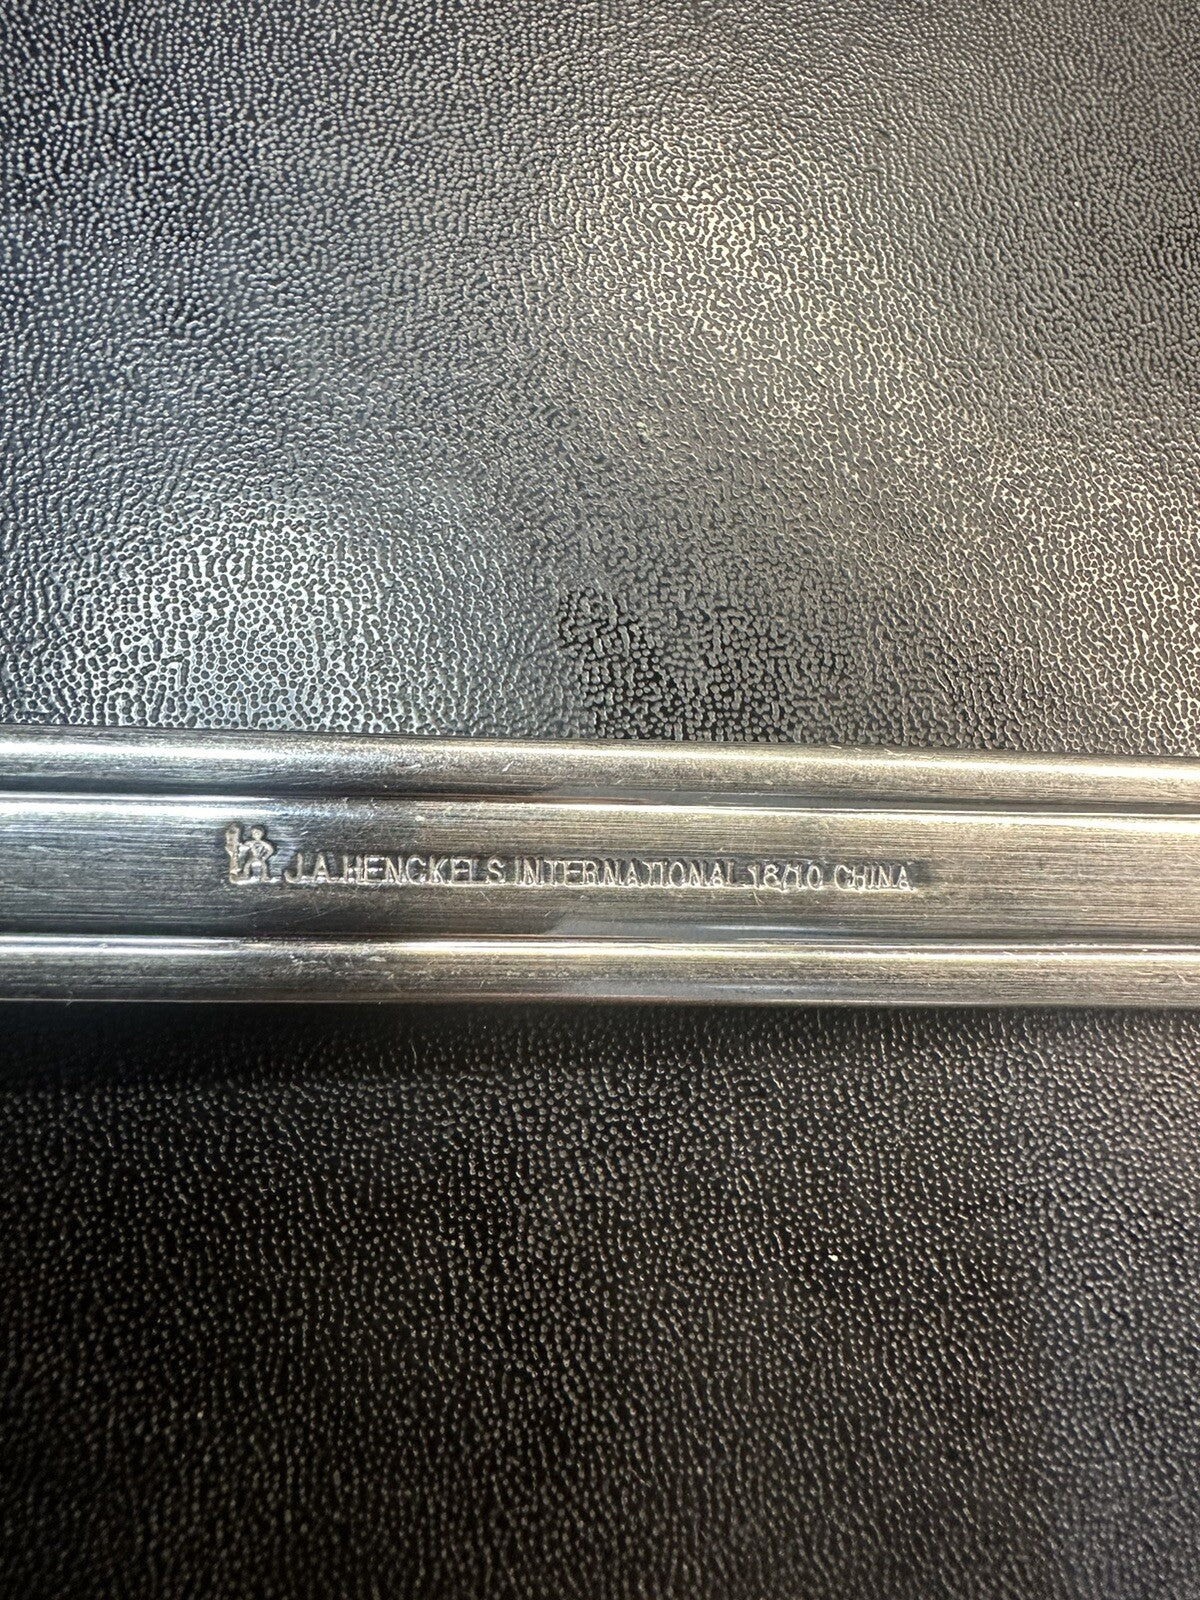 J.A. HENCKELS INTERNATIONAL 18/10 CHINA